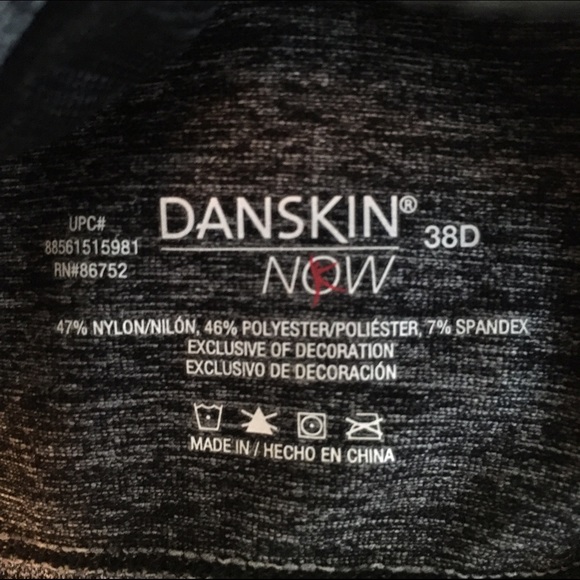 DANSKIN®
NOW
38D
UPC#
88561515981
RN#86752
47% NYLON/NILÓN, 46% POLYESTER/POLIÉSTER, 7% SPANDEX
EXCLUSIVE OF DECORATION
EXCLUSIVO DE DECORACIÓN
MADE IN / HECHO EN CHINA